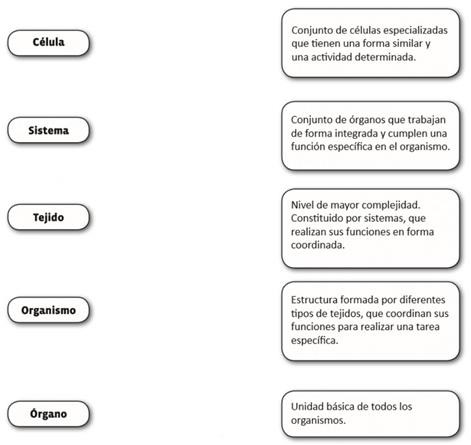 Célula
Conjunto de células especializadas
que tienen una forma similar y
una actividad determinada.
Sistema
Conjunto de órganos que trabajan
de forma integrada y cumplen una
función específica en el organismo.
Tejido
Nivel de mayor complejidad.
Constituido por sistemas, que
realizan sus funciones en forma
coordinada.
Organismo
Estructura formada por diferentes
tipos de tejidos, que coordinan sus
funciones para realizar una tarea
específica.
Órgano
Unidad básica de todos los
organismos.